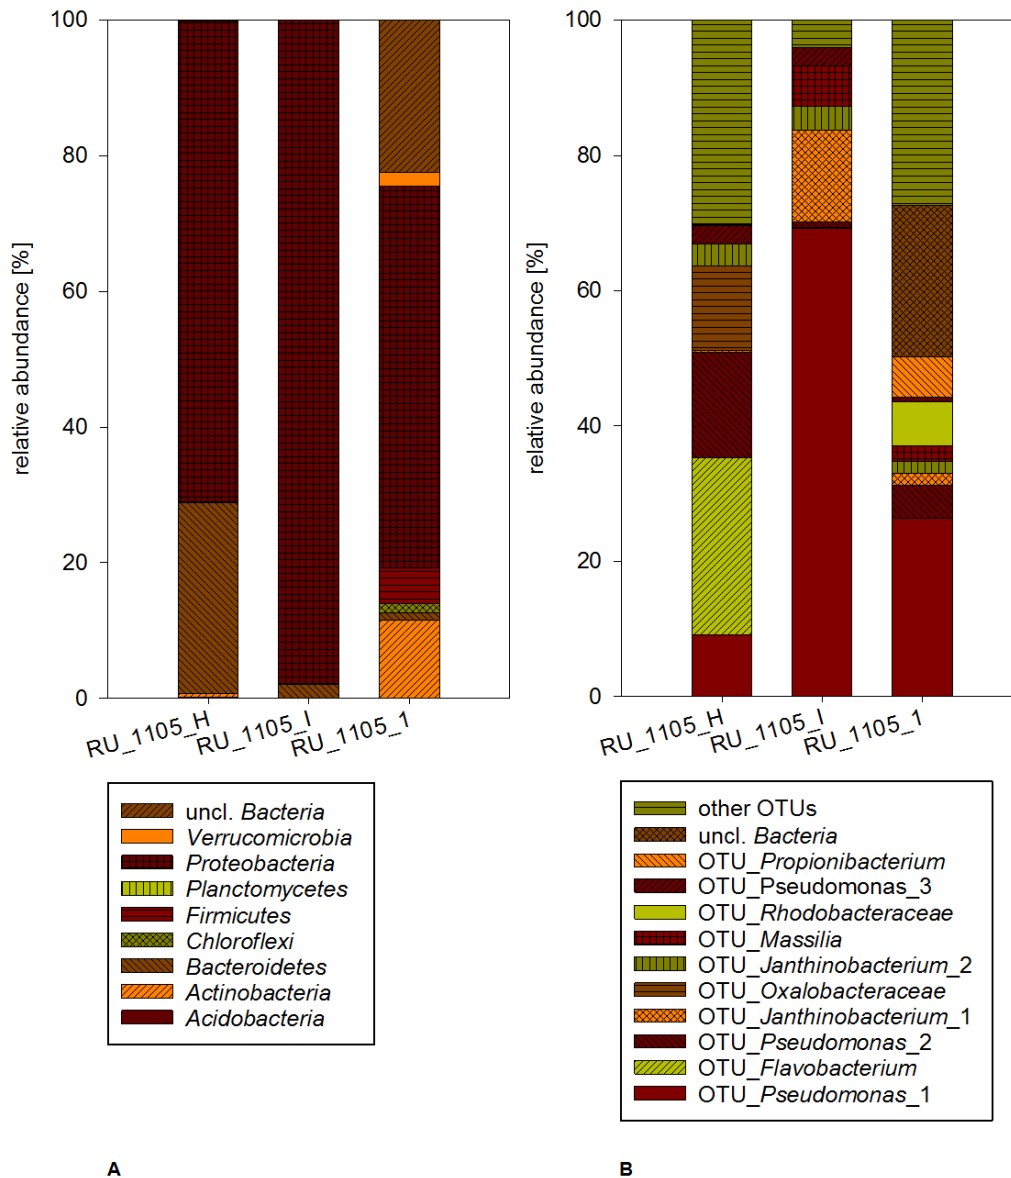 100
80
60
40
20
0
relative abundance [%]
RU_1105_H
RU_1105_I
RU_1105_1
uncl. Bacteria
Verrucomicrobia
Proteobacteria
Planctomycetes
Firmicutes
Chloroflexi
Bacteroidetes
Actinobacteria
Acidobacteria
A
100
80
60
40
20
0
relative abundance [%]
RU_1105_H
RU_1105_I
RU_1105_1
other OTUs
uncl. Bacteria
OTU_Propionibacterium
OTU_Pseudomonas_3
OTU_Rhodobacteraceae
OTU_Massilia
OTU_Janthinobacterium_2
OTU_Oxalobacteraceae
OTU_Janthinobacterium_1
OTU_Pseudomonas_2
OTU_Flavobacterium
OTU_Pseudomonas_1
B